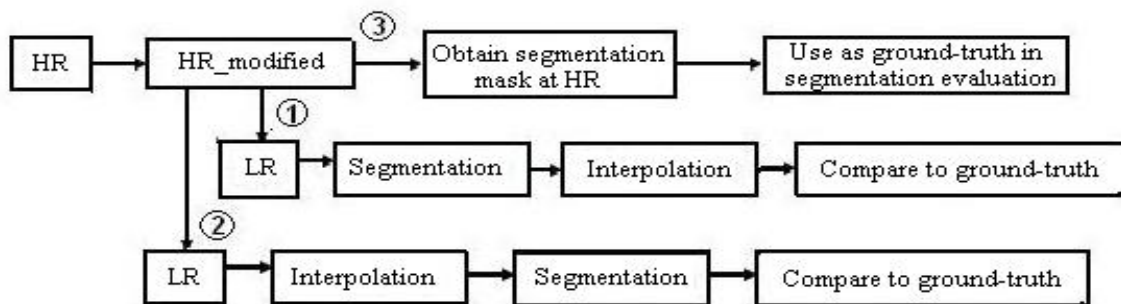 ③
HR
HR_modified
Obtain segmentation
mask at HR
Use as ground-truth in
segmentation evaluation
①
LR
Segmentation
Interpolation
Compare to ground-truth
②
LR
Interpolation
Segmentation
Compare to ground-truth